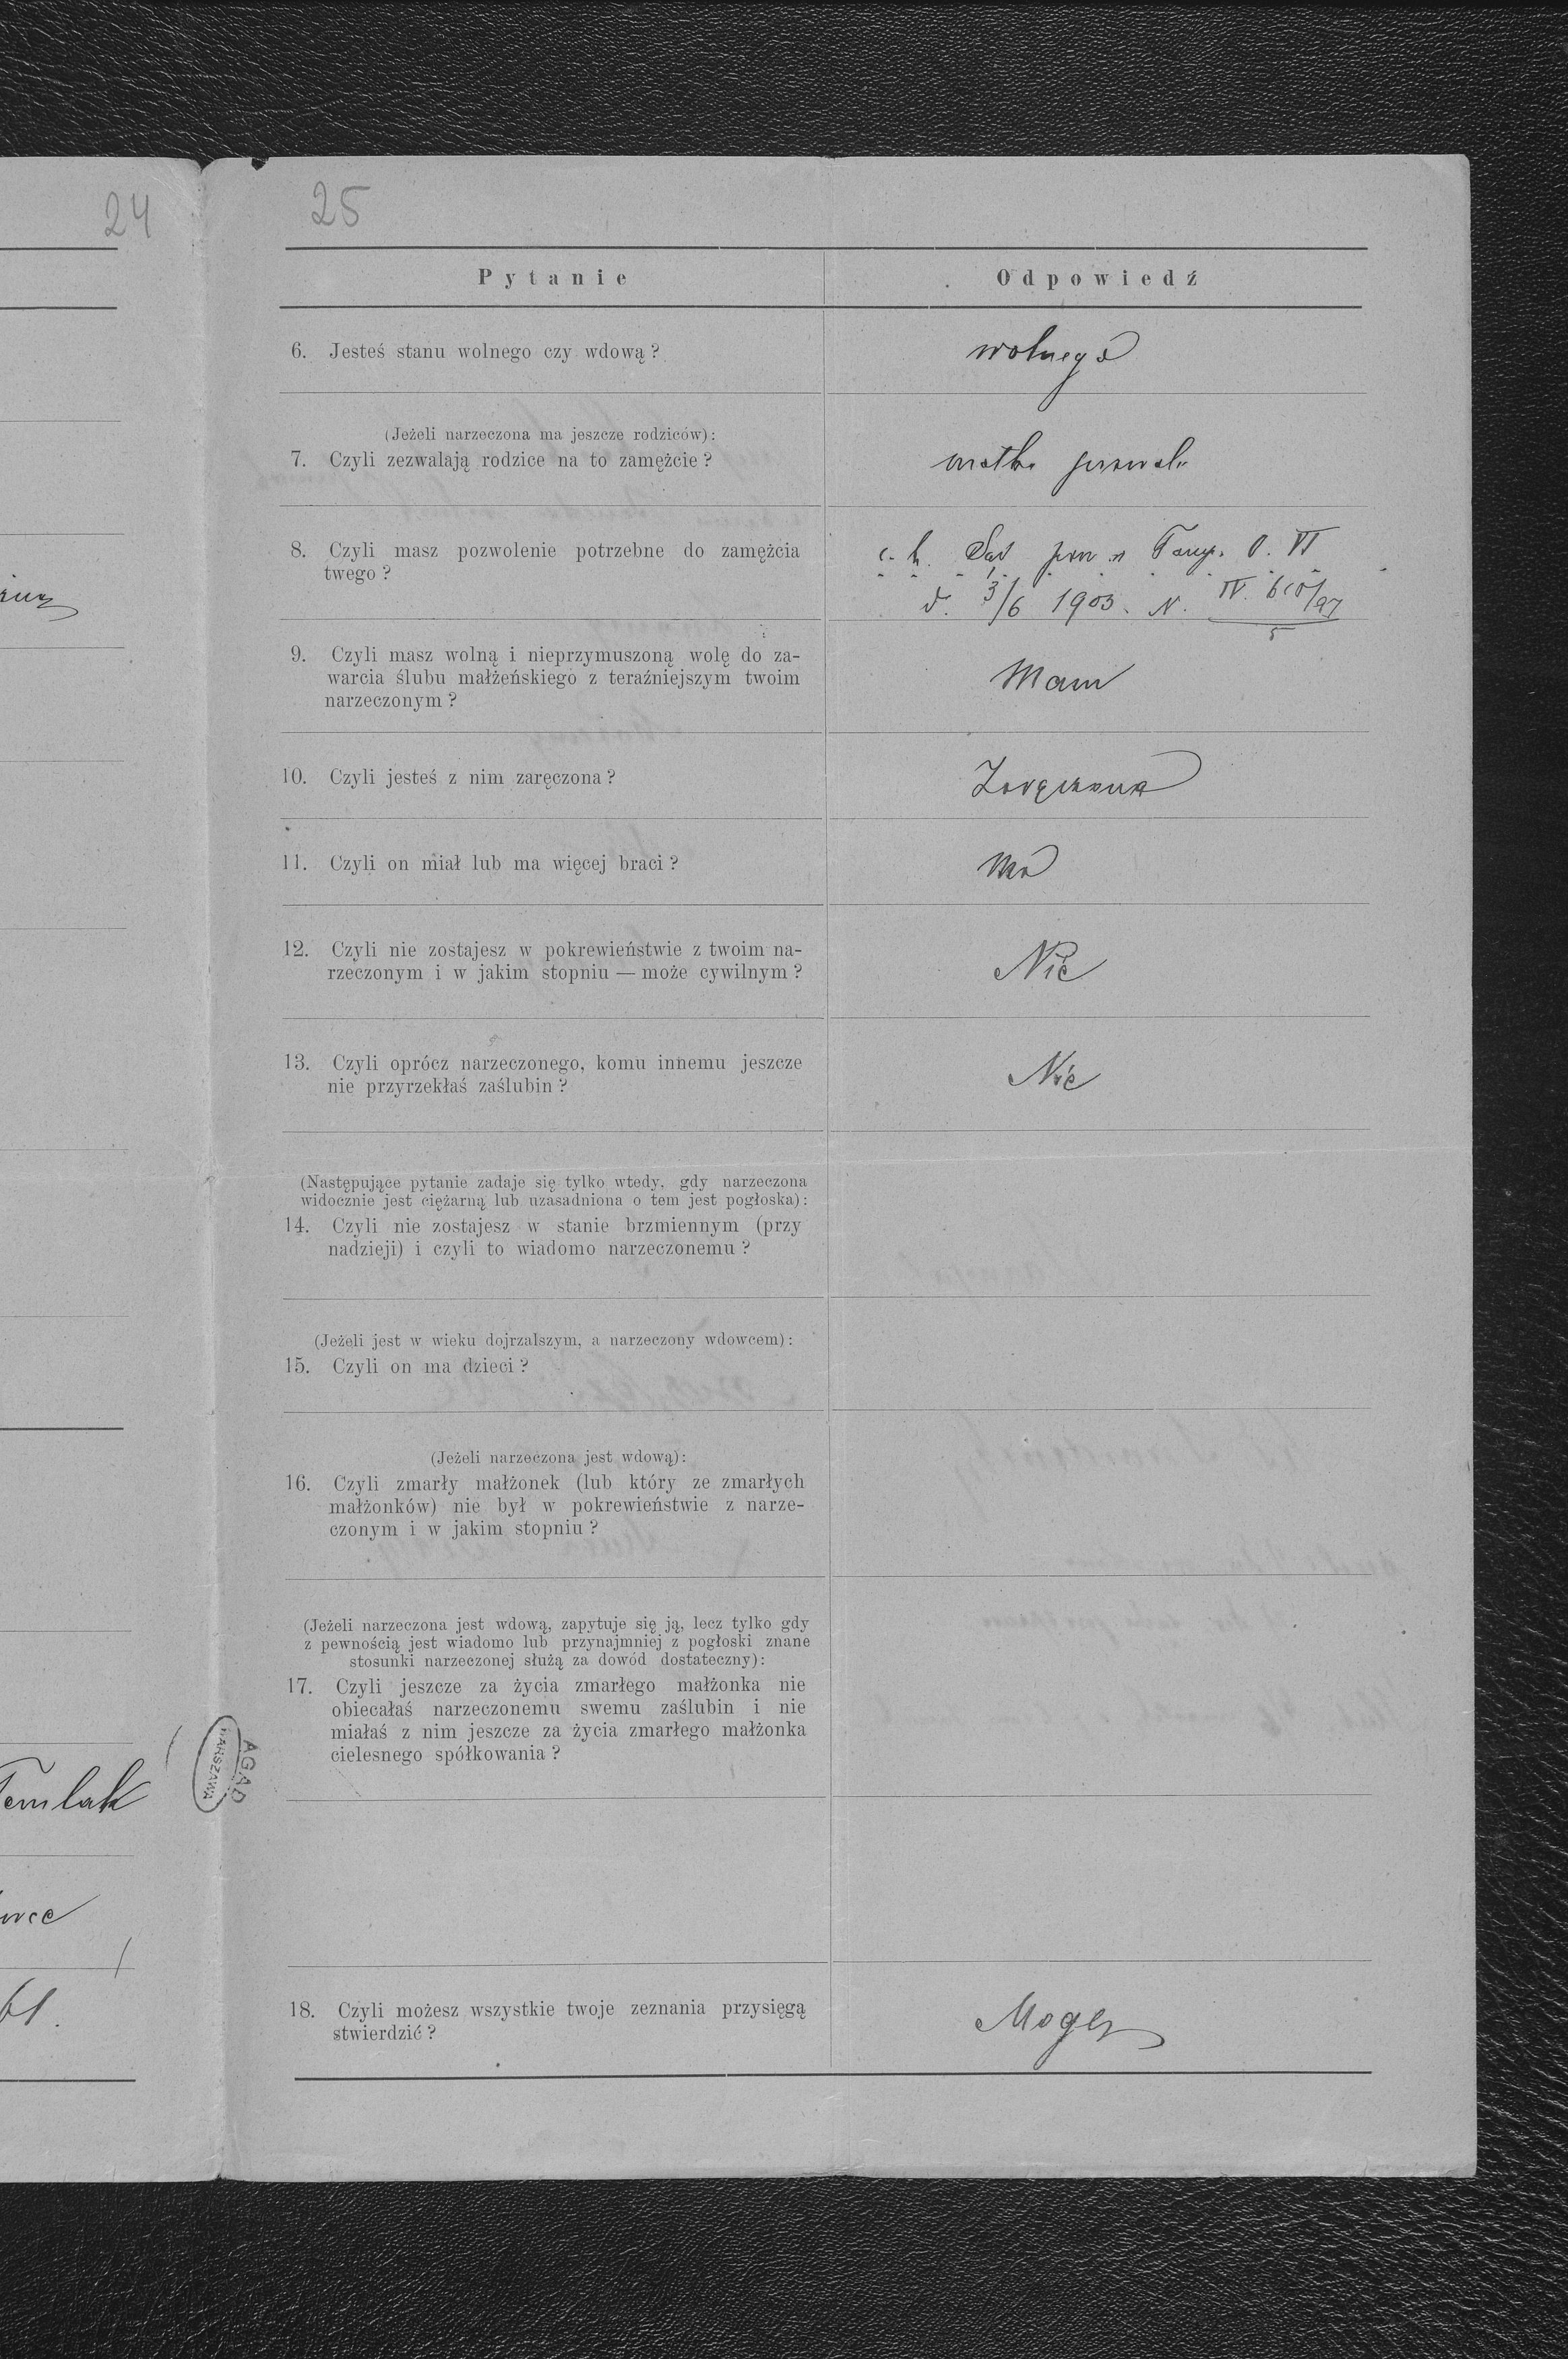 24
25
Pytanie
Odpowiedź
6. Jesteś stanu wolnego czy wdową?
wolnego
(Jeżeli narzeczona ma jeszcze rodziców):
7. Czyli zezwalają rodzice na to zamężcie?
matka
8. Czyli masz pozwolenie potrzebne do zamężcia
twego?
c. k. Sąd pow. w O. VI
d. 3/6 1903. N. IV. 610/97
5
9. Czyli masz wolną i nieprzymuszoną wolę do za-
warcia ślubu małżeńskiego z teraźniejszym twoim
narzeczonym?
Mam
10. Czyli jesteś z nim zaręczona?
Zaręczona
11. Czyli on miał lub ma więcej braci?
Ma
12. Czyli nie zostajesz w pokrewieństwie z twoim na-
rzeczonym i w jakim stopniu — może cywilnym?
Nie
13. Czyli oprócz narzeczonego, komu innemu jeszcze
nie przyrzekłaś zaślubin?
Nie
(Następujące pytanie zadaje się tylko wtedy, gdy narzeczona
widocznie jest ciężarną lub uzasadniona o tem jest pogłoska):
14. Czyli nie zostajesz w stanie brzmiennym (przy
nadzieji) i czyli to wiadomo narzeczonemu?
(Jeżeli jest w wieku dojrzalszym, a narzeczony wdowcem):
15. Czyli on ma dzieci?
(Jeżeli narzeczona jest wdową):
16. Czyli zmarły małżonek (lub który ze zmarłych
małżonków) nie był w pokrewieństwie z narze-
czonym i w jakim stopniu?
(Jeżeli narzeczona jest wdową, zapytuje się ją, lecz tylko gdy
z pewnością jest wiadomo lub przynajmniej z pogłoski znane
stosunki narzeczonej służą za dowód dostateczny):
17. Czyli jeszcze za życia zmarłego małżonka nie
obiecałaś narzeczonemu swemu zaślubin i nie
miałaś z nim jeszcze za życia zmarłego małżonka
cielesnego spółkowania?
AGAD
WARSZAWA
18. Czyli możesz wszystkie twoje zeznania przysięgą
stwierdzić?
Mogę